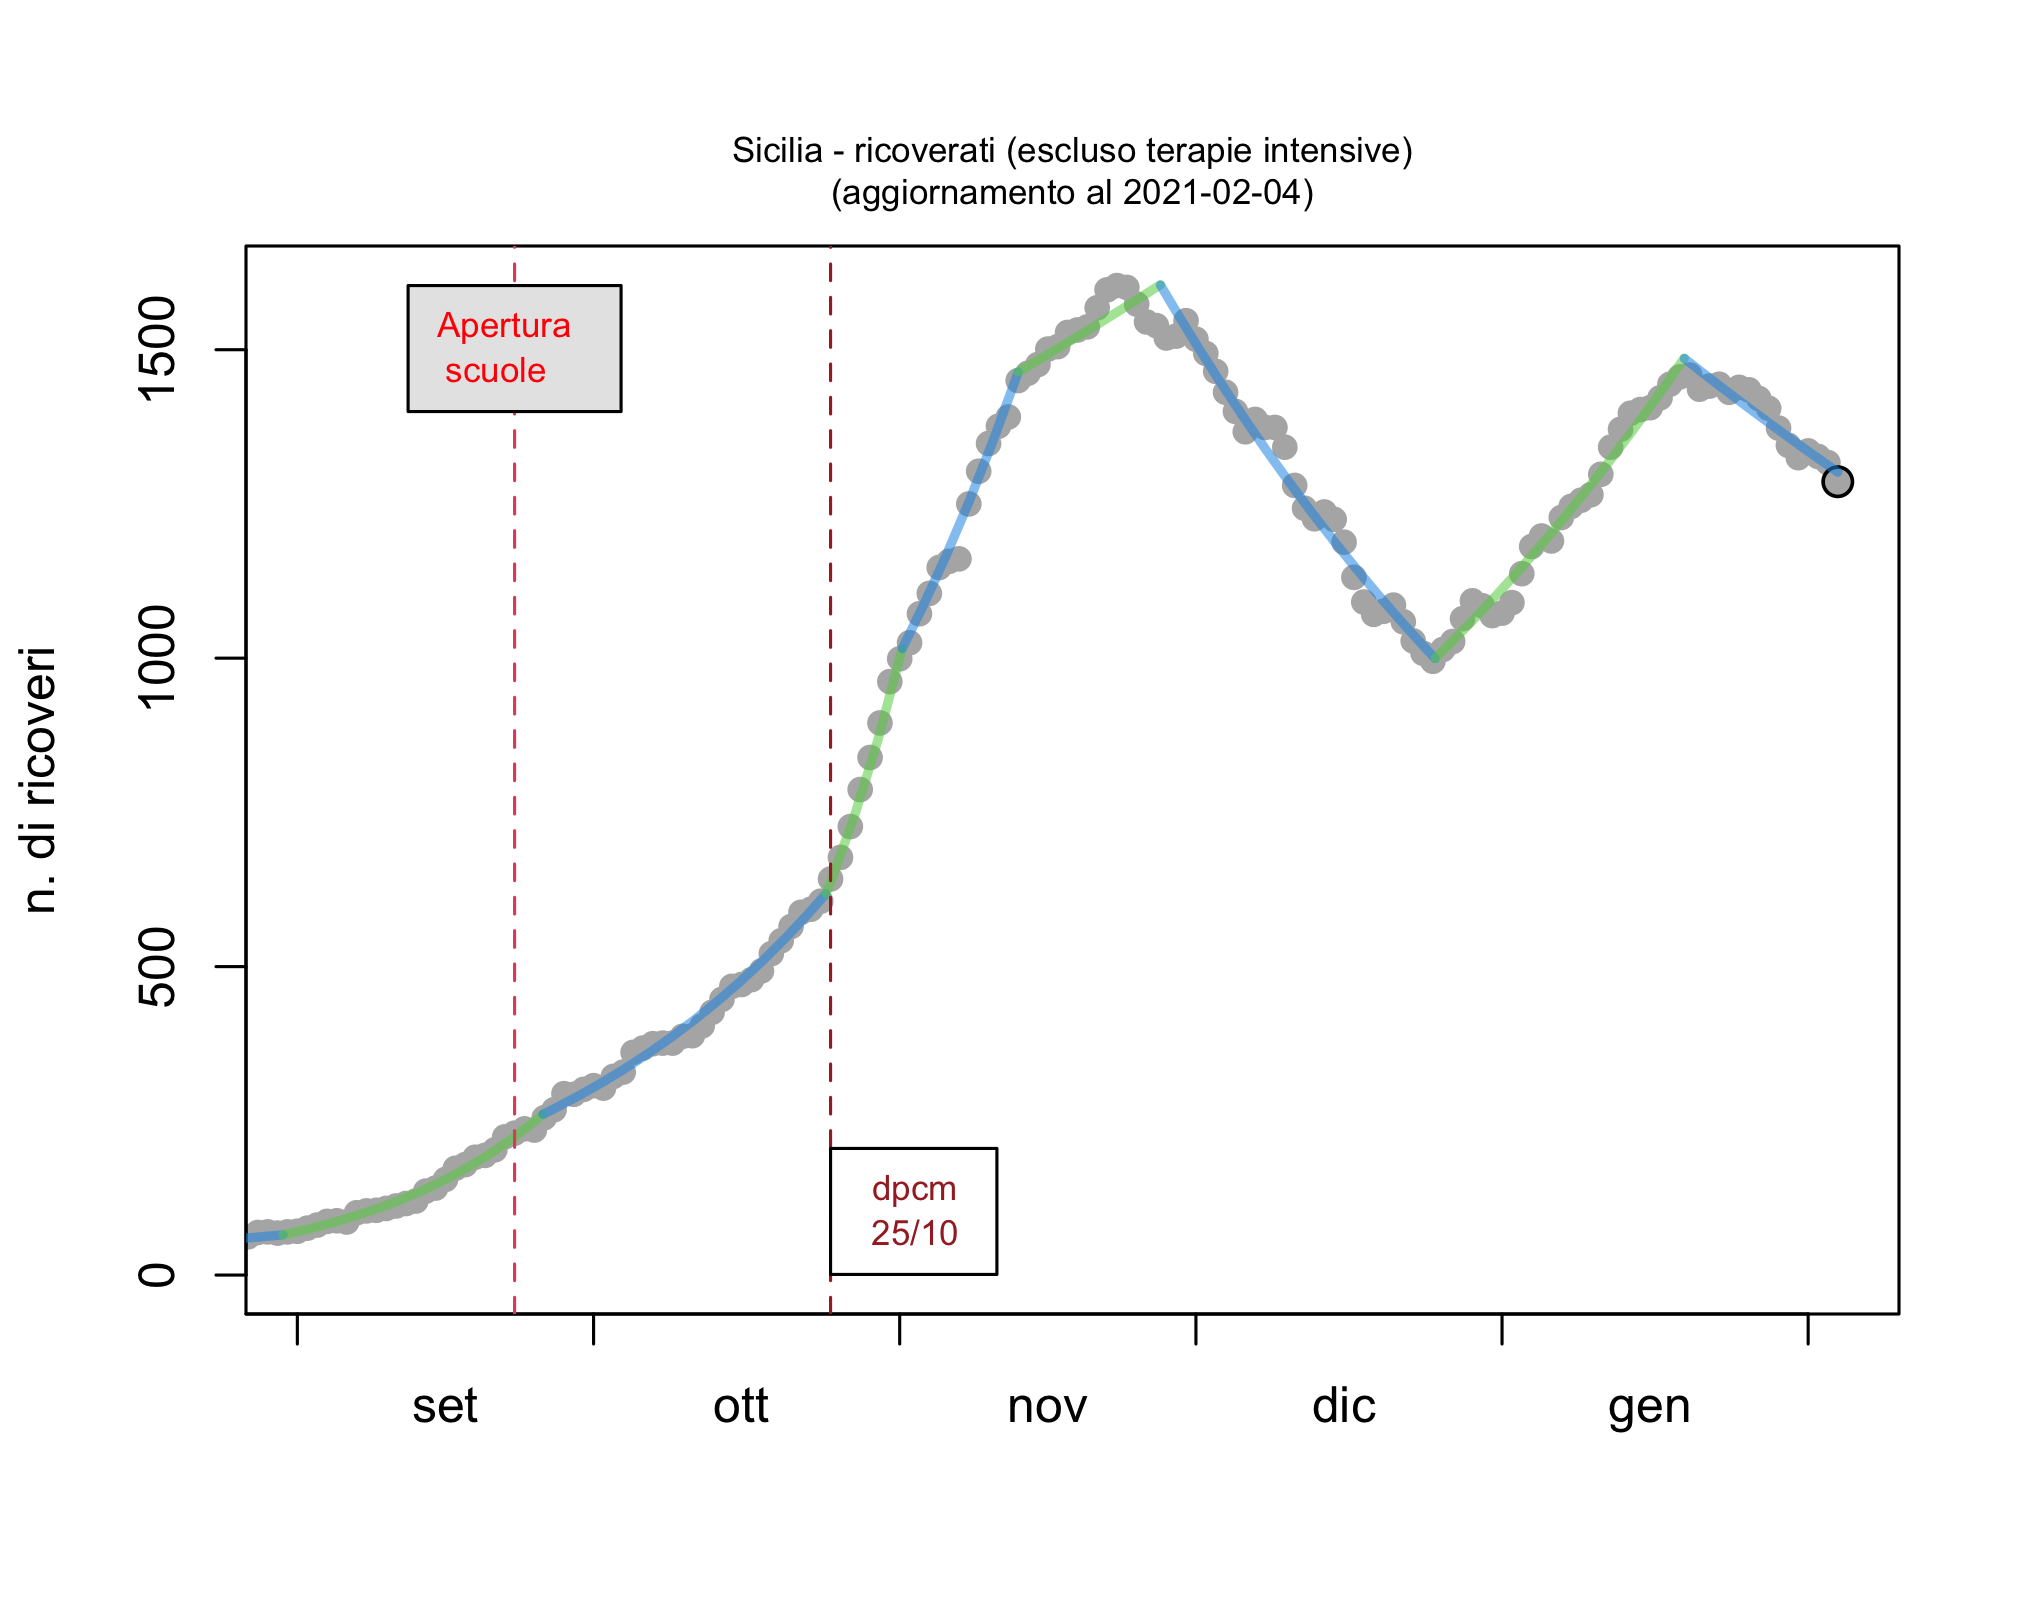 Sicilia - ricoverati (escluso terapie intensive)
(aggiornamento al 2021-02-04)
n. di ricoveri
1500
1000
500
0
Apertura
scuole
dpcm
25/10
set ott nov dic gen